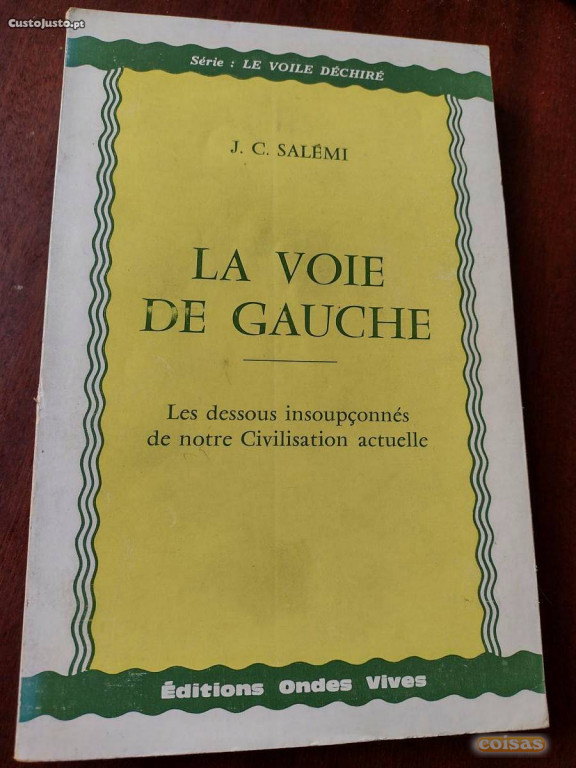 CustoJusto.pt
Série : LE VOILE DÉCHIRÉ
J. C. SALÉMI
LA VOIE
DE GAUCHE
Les dessous insoupçonnés
de notre Civilisation actuelle
Éditions Ondes Vives
coisas